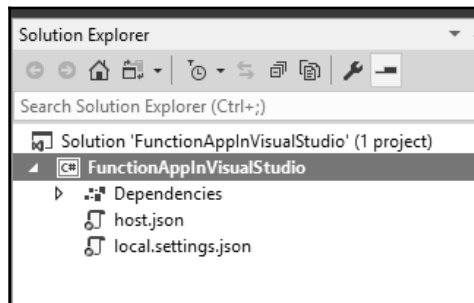 Solution Explorer
Search Solution Explorer (Ctrl+;)
Solution 'FunctionAppInVisualStudio' (1 project)
C# FunctionAppInVisualStudio
Dependencies
host.json
local.settings.json